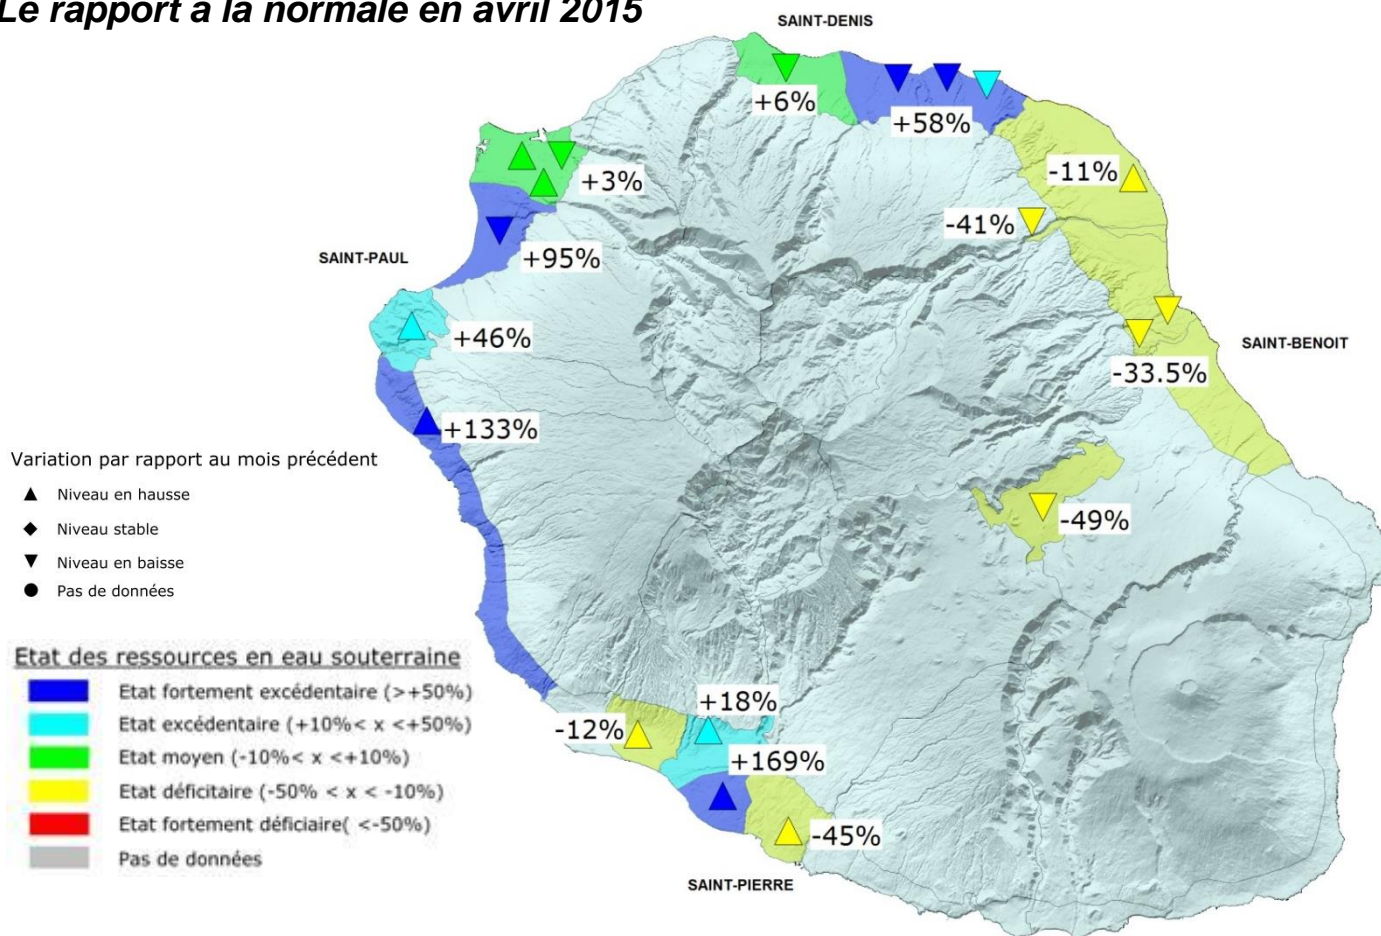 Le rapport à la normale en avril 2015
SAINT-DENIS
+6%
+58%
-11%
+3%
-41%
SAINT-PAUL
+95%
+46%
SAINT-BENOIT
-33.5%
+133%
Variation par rapport au mois précédent
Niveau en hausse
Niveau stable
Niveau en baisse
Pas de données
-49%
Etat des ressources en eau souterraine
Etat fortement excédentaire (>+50%)
Etat excédentaire (+10%< x <+50%)
Etat moyen (-10%< x <+10%)
Etat déficitaire (-50% < x < -10%)
Etat fortement déficiaire( <-50%)
Pas de données
+18%
-12%
+169%
-45%
SAINT-PIERRE